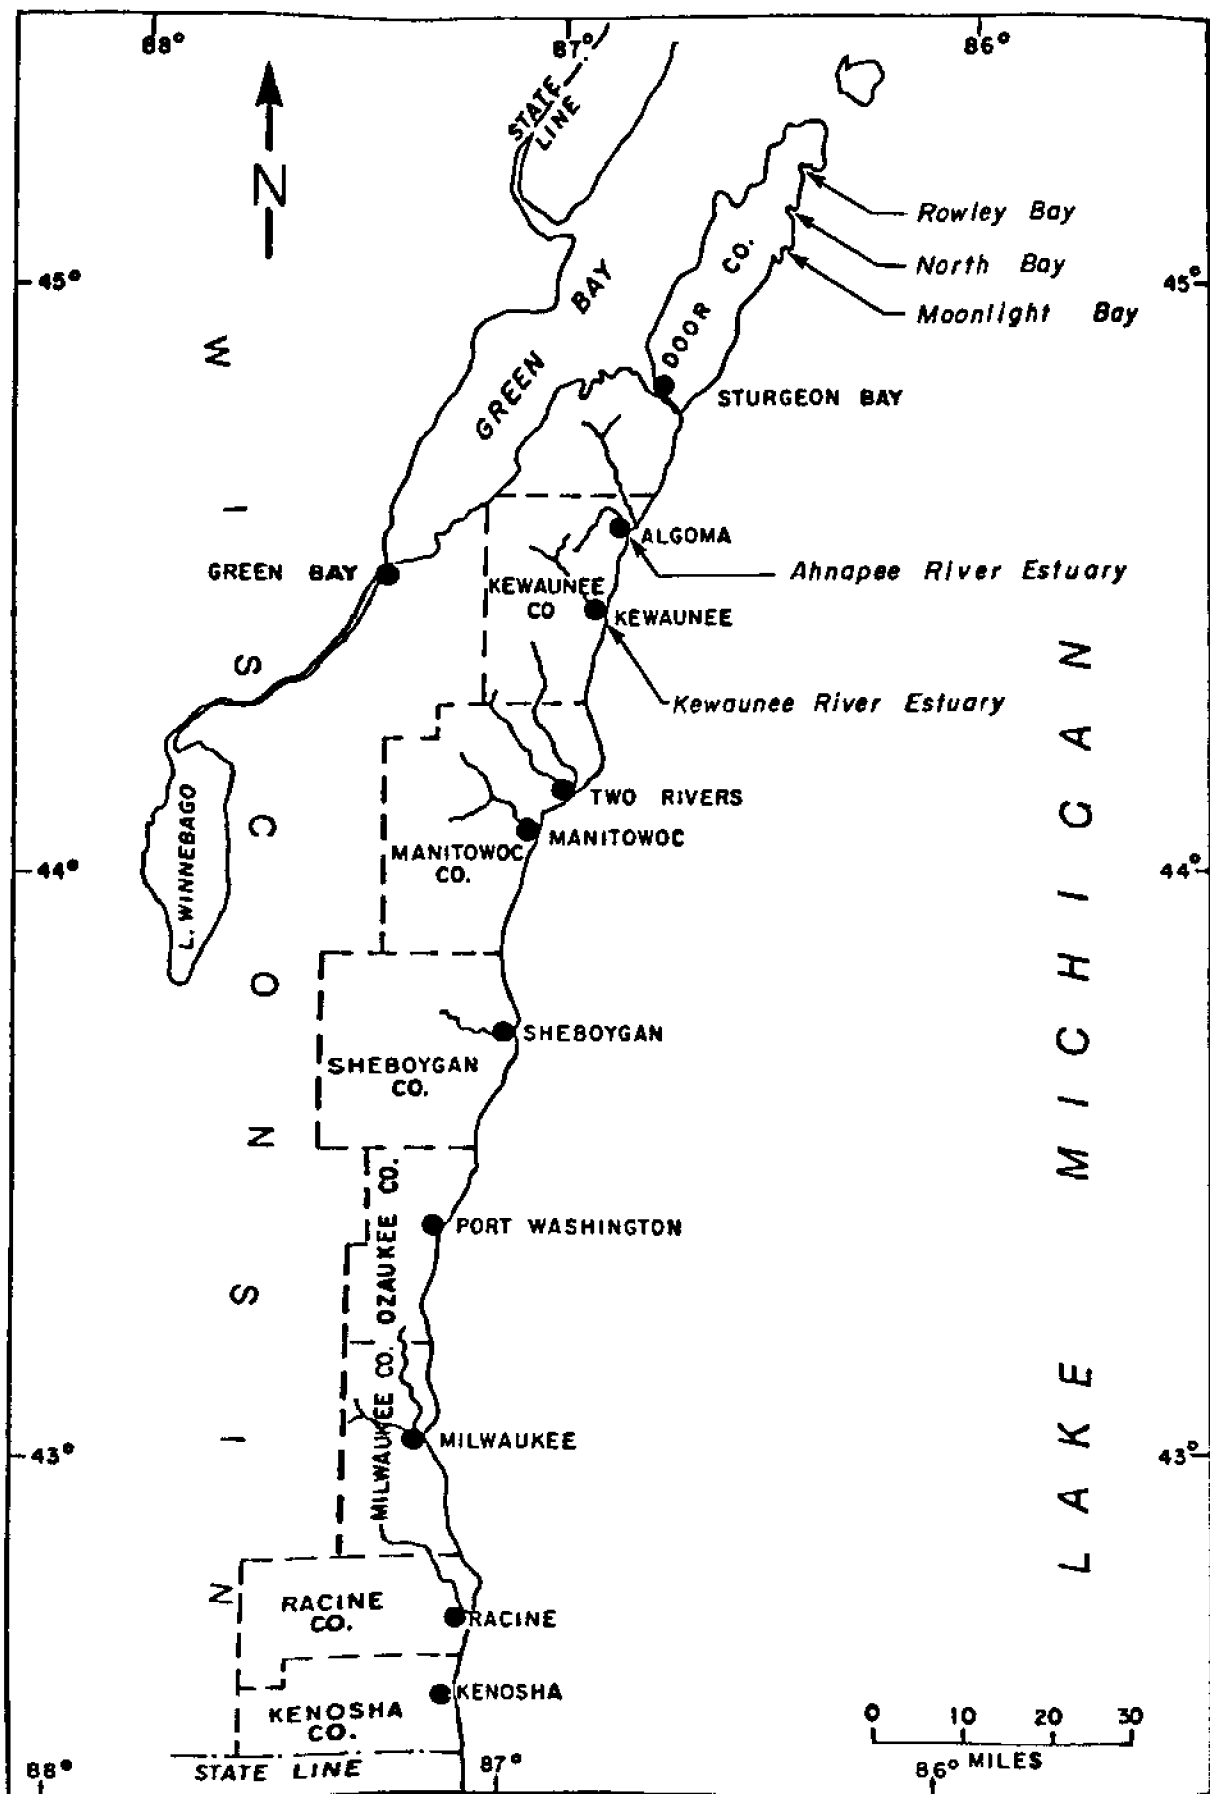 88°
87°
86°
STATE
LINE
N
Rowley Bay
North Bay
Moonlight Bay
45°
45°
GREEN BAY
DOOR CO.
STURGEON BAY
WISCONSIN
ALGOMA
Ahnapee River Estuary
GREEN BAY
KEWAUNEE
CO
KEWAUNEE
Kewaunee River Estuary
TWO RIVERS
MANITOWOC
MANITOWOC
CO.
L. WINNEBAGO
44°
44°
LAKE MICHIGAN
SHEBOYGAN
SHEBOYGAN
CO.
OZAUKEE CO.
PORT WASHINGTON
MILWAUKEE CO.
MILWAUKEE
43°
43°
RACINE
CO.
RACINE
KENOSHA
KENOSHA
CO.
STATE LINE
0 10 20 30
MILES
88°
87°
86°